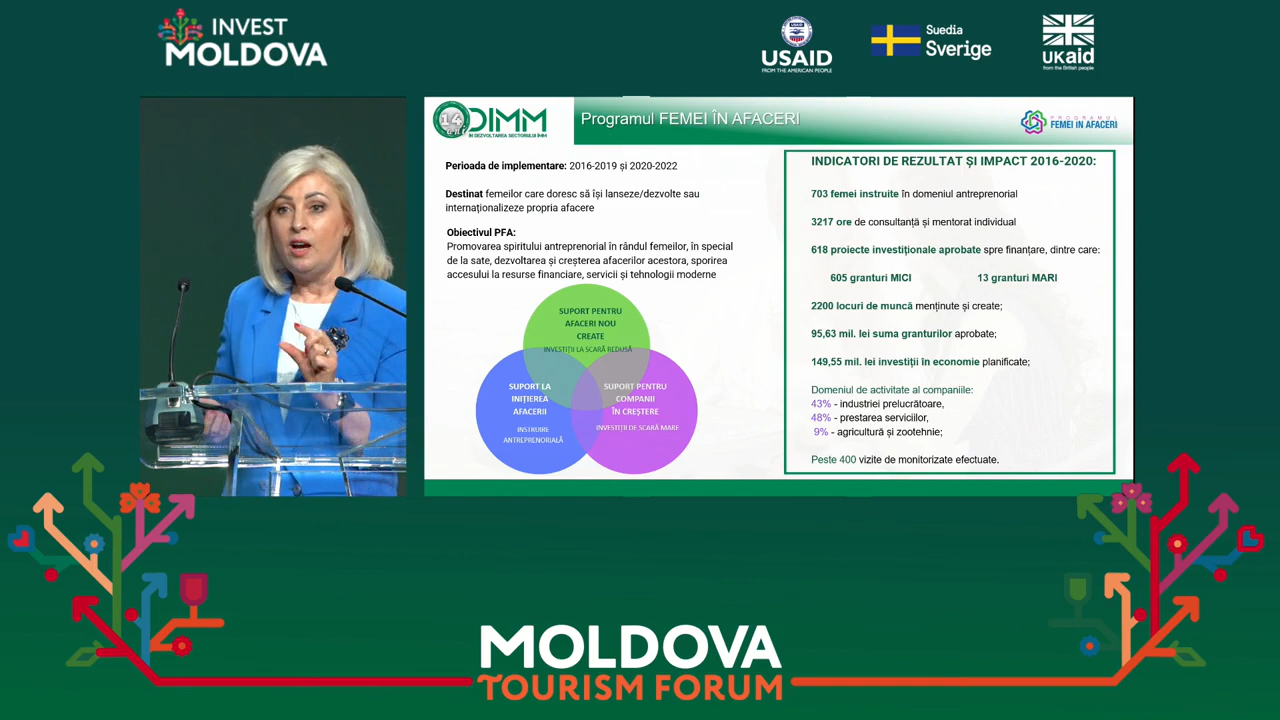 INVEST
MOLDOVA
USAID
FROM THE AMERICAN PEOPLE
Suedia
Sverige
UKaid
from the British people
14
ani
ODIMM
ÎN DEZVOLTAREA SECTORULUI ÎMM
Programul FEMEI ÎN AFACERI
PROGRAMUL
FEMEI IN AFACERI
Perioada de implementare: 2016-2019 și 2020-2022
Destinat femeilor care doresc să își lanseze/dezvolte sau
internaționalizeze propria afacere
Obiectivul PFA:
Promovarea spiritului antreprenorial în rândul femeilor, în special
de la sate, dezvoltarea și creșterea afacerilor acestora, sporirea
accesului la resurse financiare, servicii și tehnologii moderne
SUPORT PENTRU
AFACERI NOU
CREATE
INVESTIȚII LA SCARĂ REDUSĂ
SUPORT LA
INIȚIEREA
AFACERII
INSTRUIRE
ANTREPRENORIALĂ
SUPORT PENTRU
COMPANII
ÎN CREȘTERE
INVESTIȚII DE SCARĂ MARE
INDICATORI DE REZULTAT ȘI IMPACT 2016-2020:
703 femei instruite în domeniul antreprenorial
3217 ore de consultanță și mentorat individual
618 proiecte investiționale aprobate spre finanțare, dintre care:
605 granturi MICI 13 granturi MARI
2200 locuri de muncă menținute și create;
95,63 mil. lei suma granturilor aprobate;
149,55 mil. lei investiții în economie planificate;
Domeniul de activitate al companiile:
43% - industriei prelucrătoare,
48% - prestarea serviciilor,
9% - agricultură și zootehnie;
Peste 400 vizite de monitorizate efectuate.
MOLDOVA
TOURISM FORUM